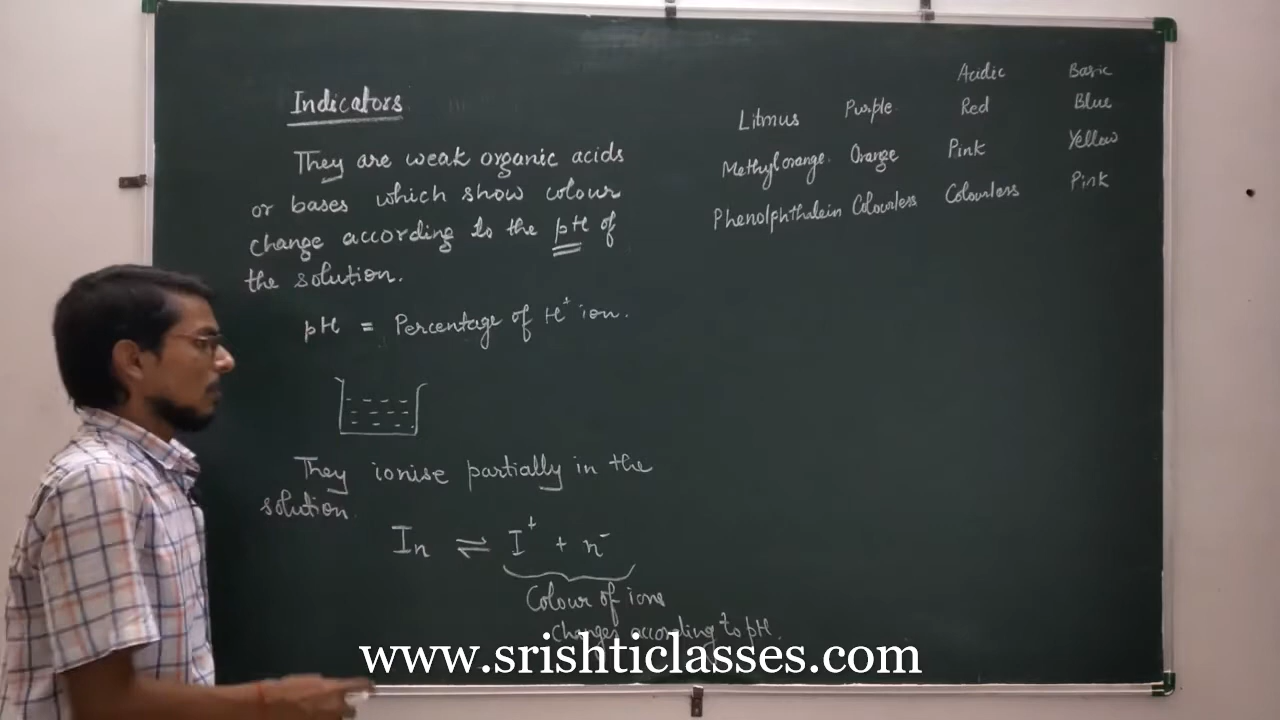 Indicators
They are weak organic acids
or bases which show colour
change according to the pH of
the solution.
pH = Percentage of H⁺ ion.
They ionise partially in the
solution.
In ⇌ I⁺ + n⁻
Colour of ions
changes according to pH.
Acidic Basic
Litmus Purple Red Blue
Methyl orange. Orange Pink Yellow
Phenolphthalein Colourless Colourless Pink
www.srishticlasses.com